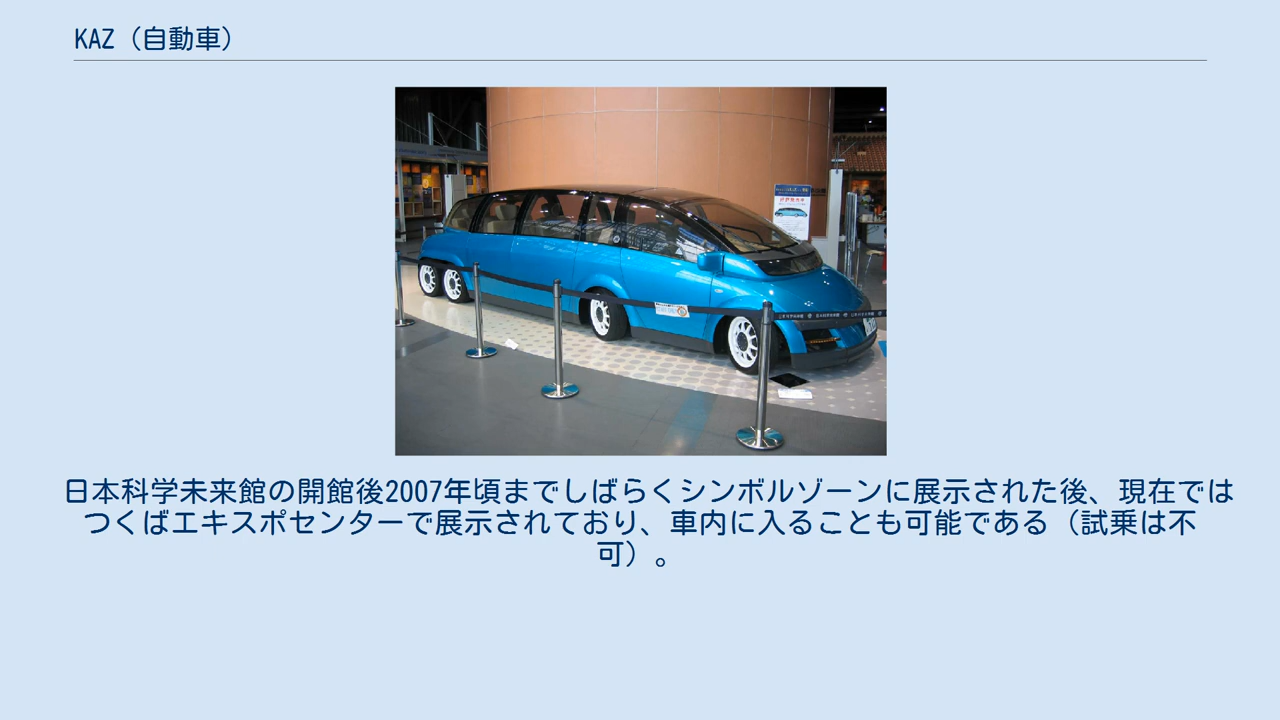 KAZ（自動車）
日本科学未来館の開館後2007年頃までしばらくシンボルゾーンに展示された後、現在では
つくばエキスポセンターで展示されており、車内に入ることも可能である（試乗は不
可）。